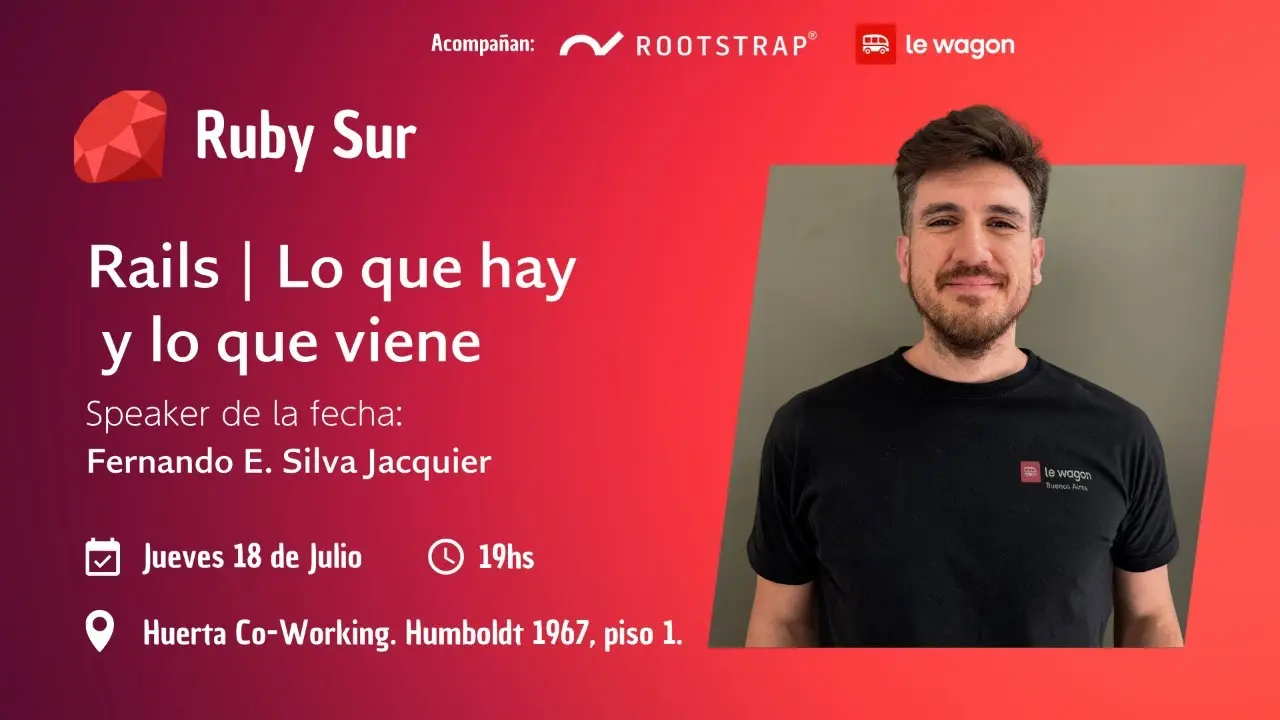 Acompañan: ROOTSTRAP® le wagon
Ruby Sur
Rails | Lo que hay
y lo que viene
Speaker de la fecha:
Fernando E. Silva Jacquier
Jueves 18 de Julio 19hs
Huerta Co-Working. Humboldt 1967, piso 1.
le wagon
Buenos Aires